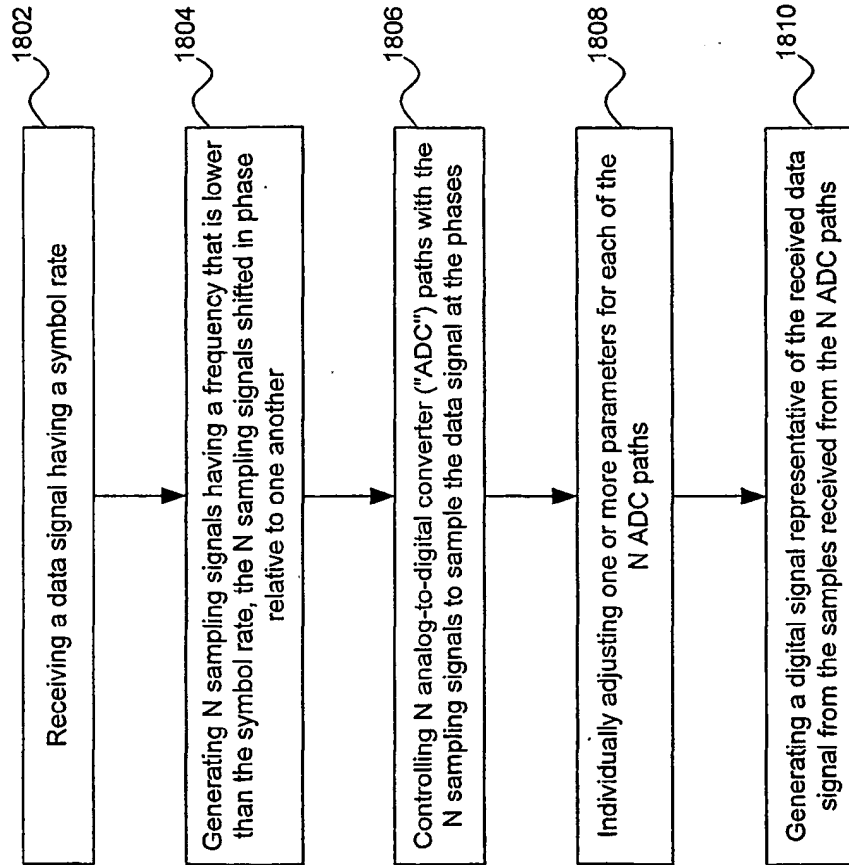 1802
Receiving a data signal having a symbol rate
1804
Generating N sampling signals having a frequency that is lower
than the symbol rate, the N sampling signals shifted in phase
relative to one another
1806
Controlling N analog-to-digital converter ("ADC") paths with the
N sampling signals to sample the data signal at the phases
1808
Individually adjusting one or more parameters for each of the
N ADC paths
1810
Generating a digital signal representative of the received data
signal from the samples received from the N ADC paths